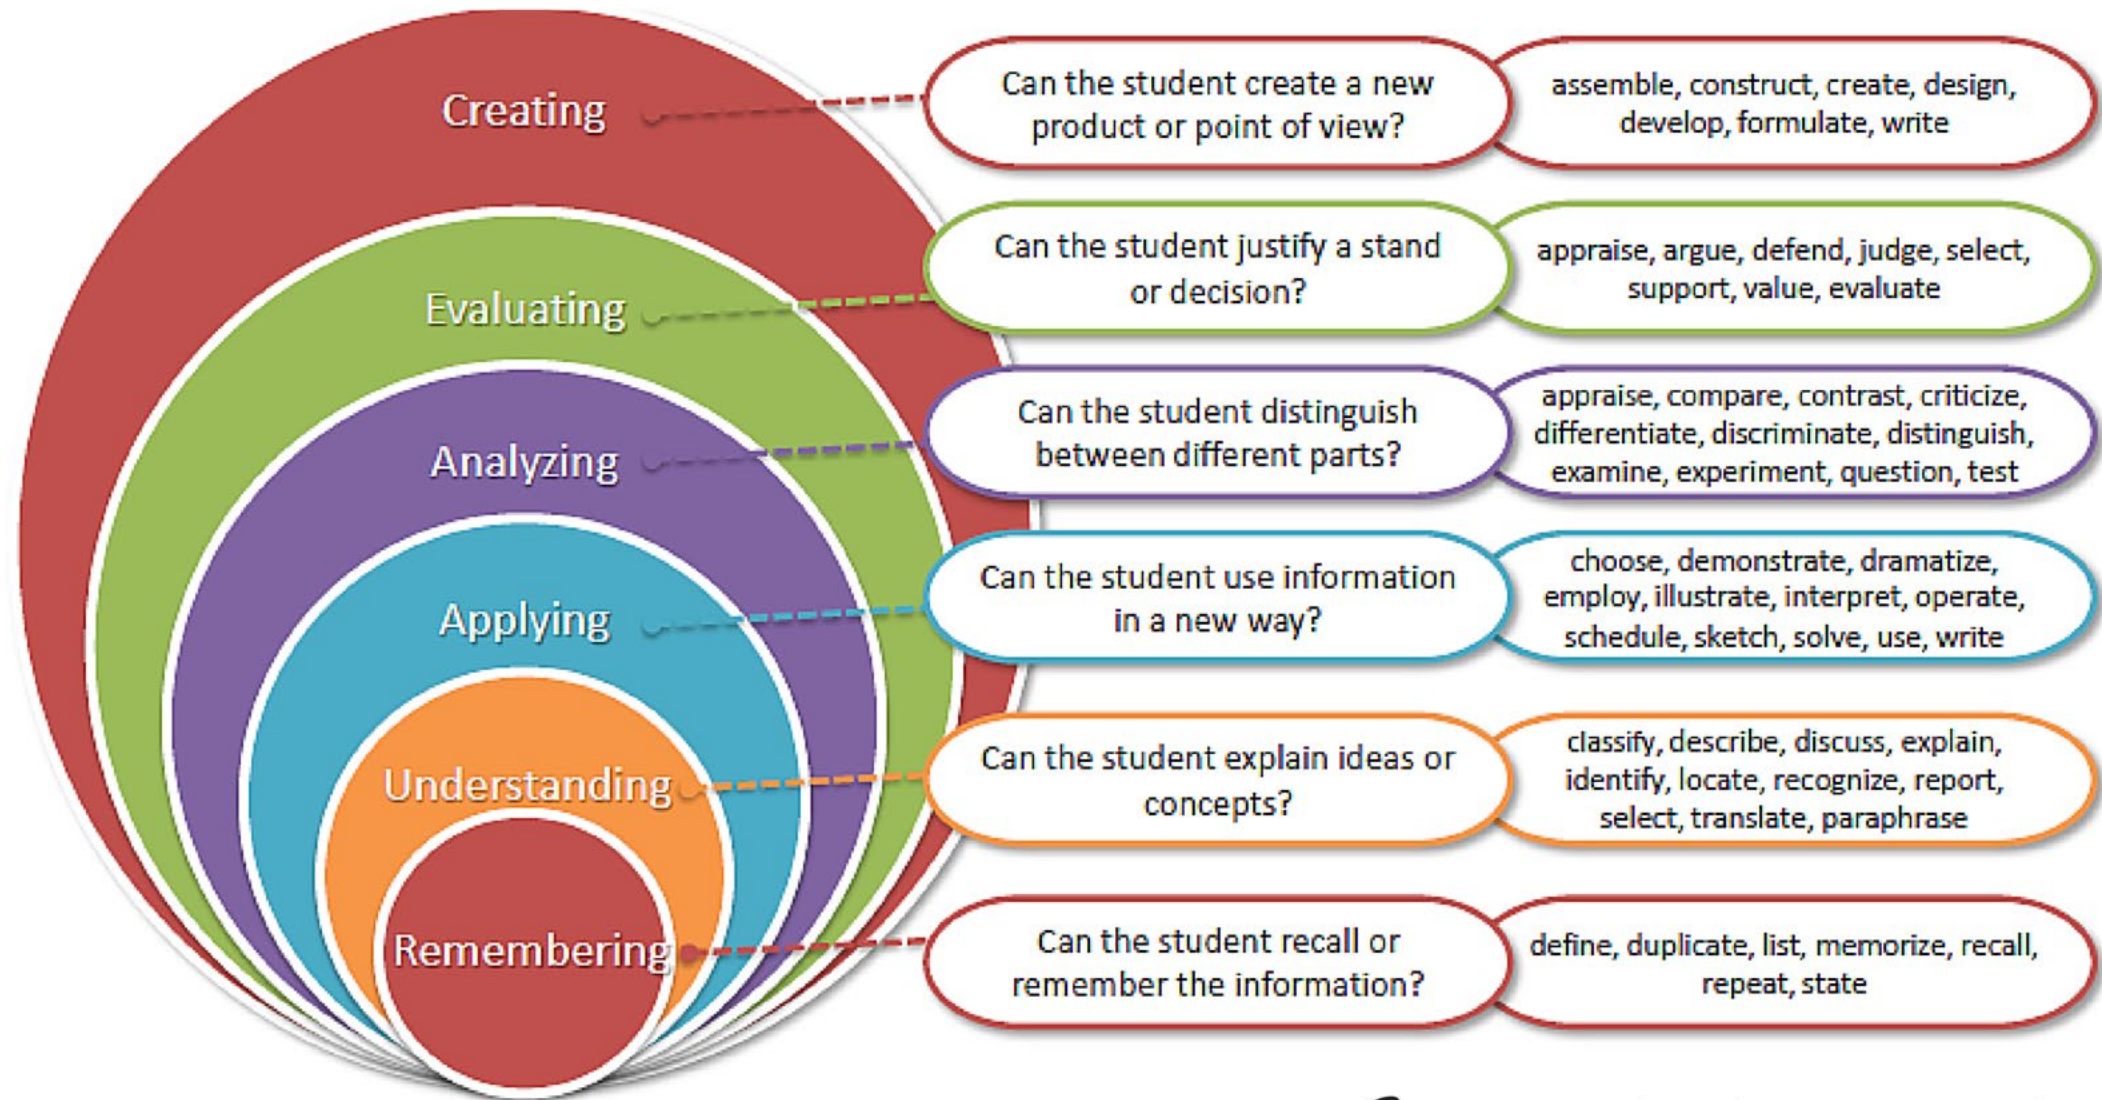 Creating
Can the student create a new
product or point of view?
assemble, construct, create, design,
develop, formulate, write
Evaluating
Can the student justify a stand
or decision?
appraise, argue, defend, judge, select,
support, value, evaluate
Analyzing
Can the student distinguish
between different parts?
appraise, compare, contrast, criticize,
differentiate, discriminate, distinguish,
examine, experiment, question, test
Applying
Can the student use information
in a new way?
choose, demonstrate, dramatize,
employ, illustrate, interpret, operate,
schedule, sketch, solve, use, write
Understanding
Can the student explain ideas or
concepts?
classify, describe, discuss, explain,
identify, locate, recognize, report,
select, translate, paraphrase
Remembering
Can the student recall or
remember the information?
define, duplicate, list, memorize, recall,
repeat, state